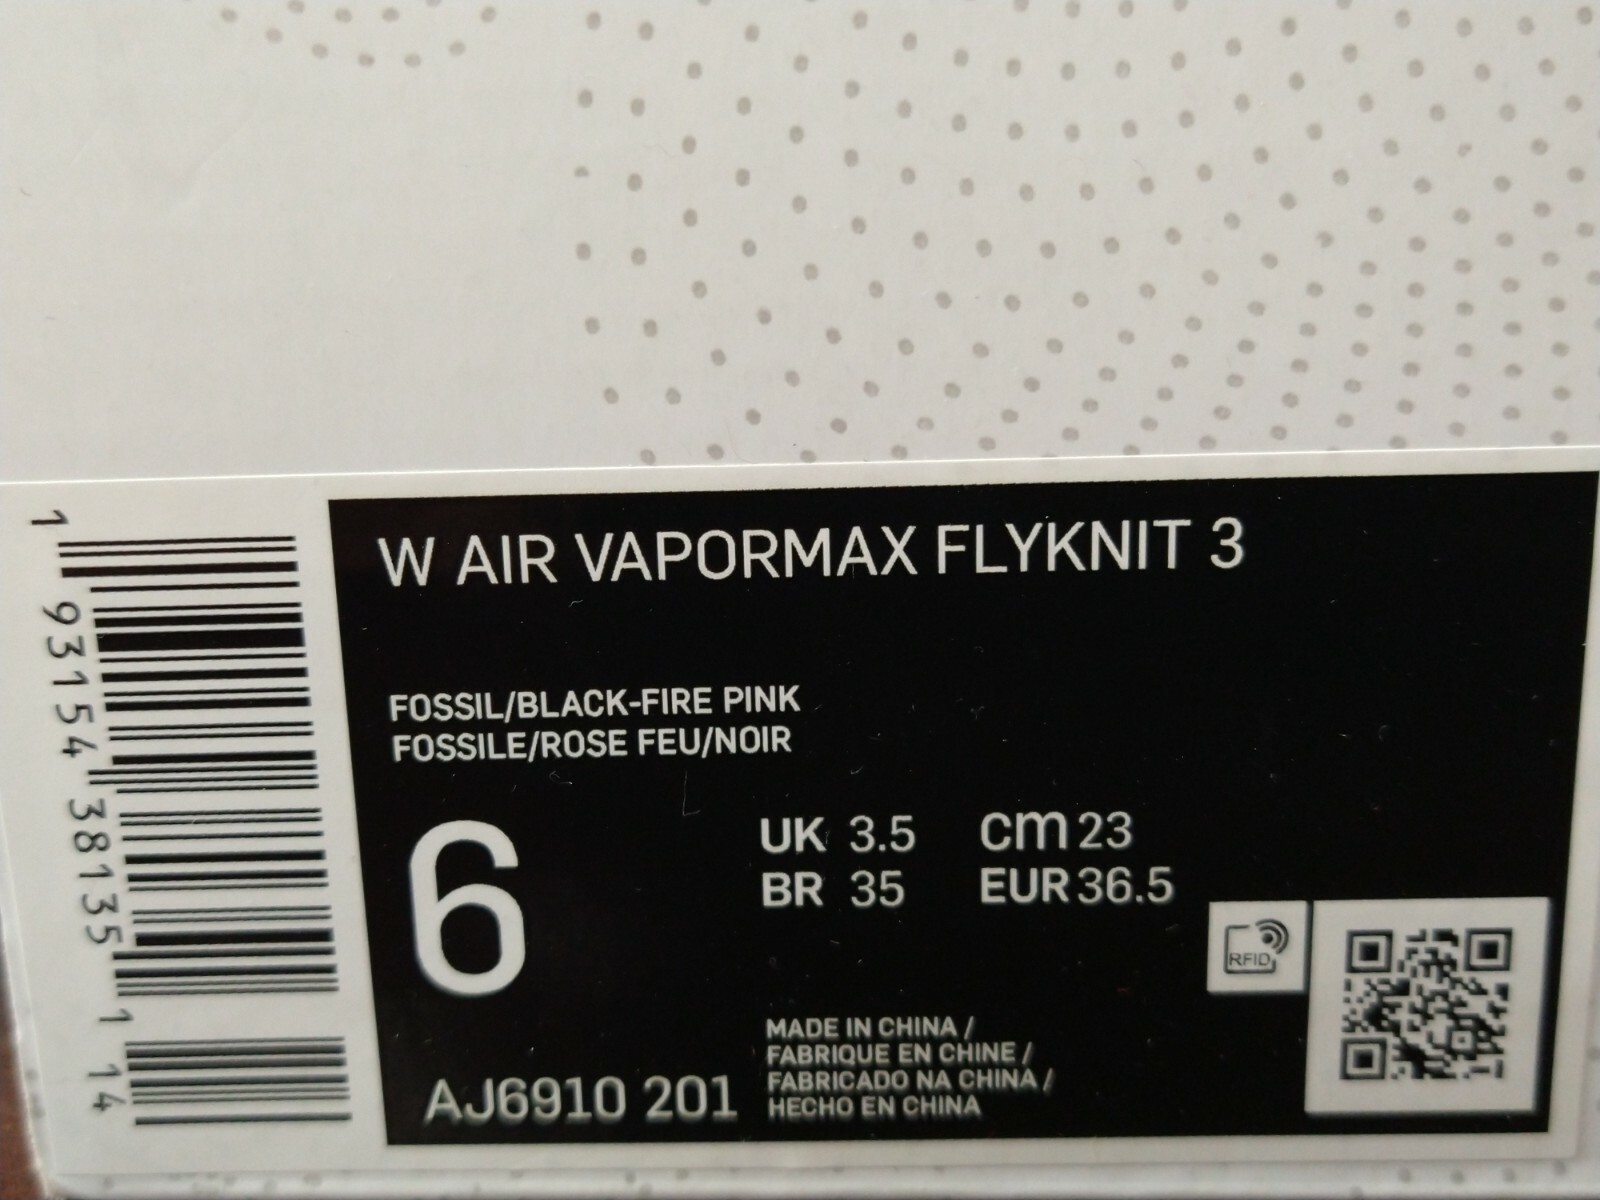 W AIR VAPORMAX FLYKNIT 3
FOSSIL/BLACK-FIRE PINK
FOSSILE/ROSE FEU/NOIR
6
UK 3.5
BR 35
cm 23
EUR 36.5
RFID
MADE IN CHINA /
FABRIQUE EN CHINE /
FABRICADO NA CHINA /
HECHO EN CHINA
AJ6910 201
1 93154 38135 1 14